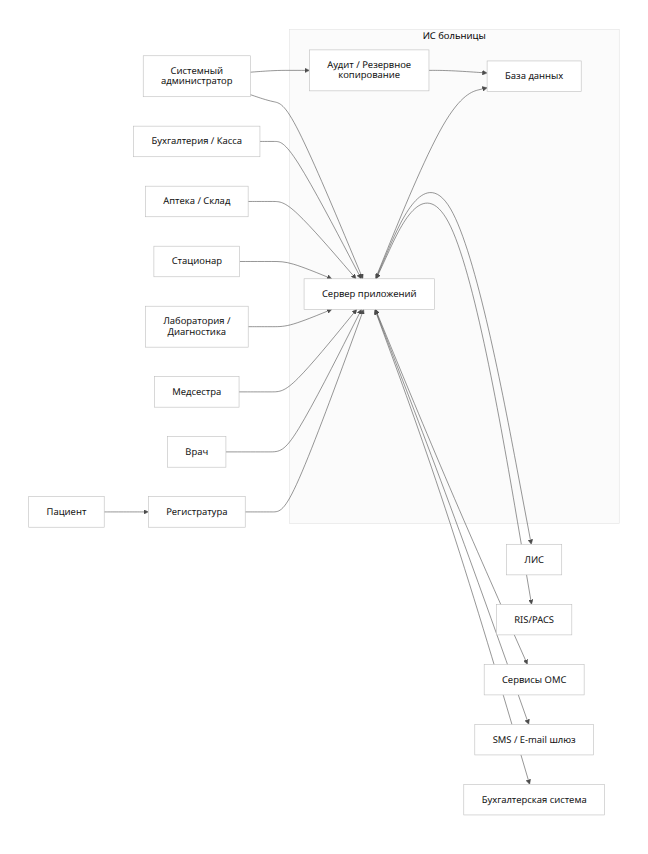 ИС больницы
Системный
администратор
Аудит / Резервное
копирование
База данных
Бухгалтерия / Касса
Аптека / Склад
Стационар
Сервер приложений
Лаборатория /
Диагностика
Медсестра
Врач
Пациент
Регистратура
ЛИС
RIS/PACS
Сервисы ОМС
SMS / E-mail шлюз
Бухгалтерская система